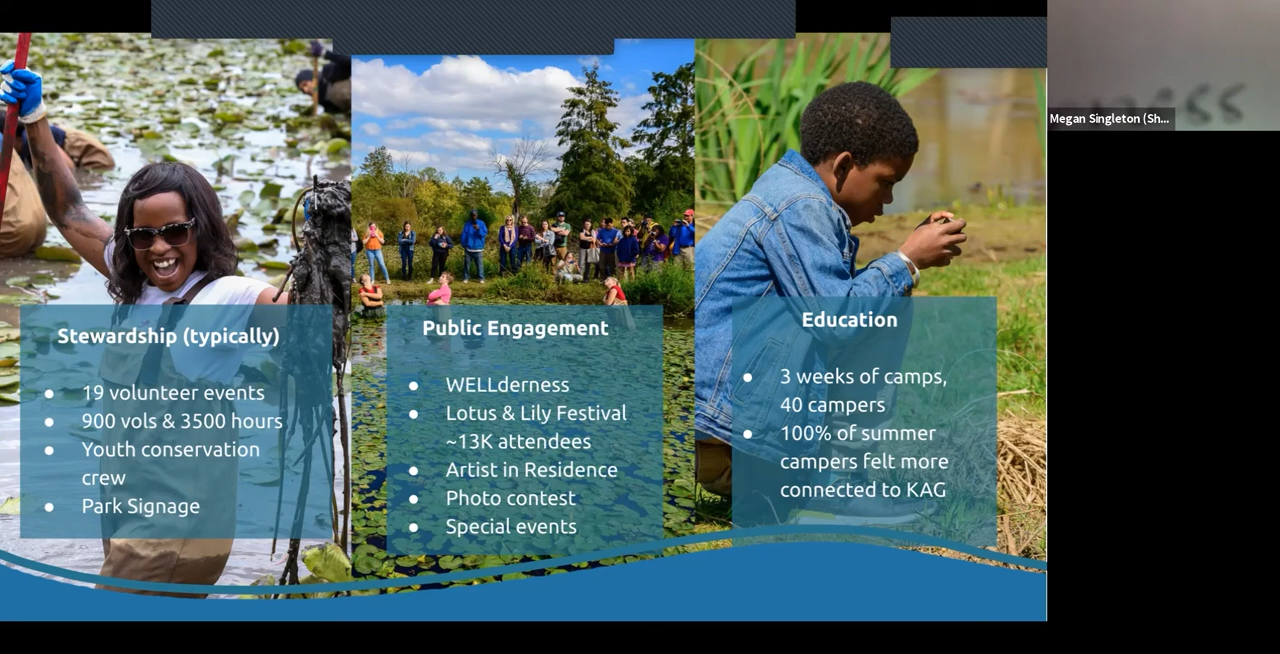 Stewardship (typically)
● 19 volunteer events
● 900 vols & 3500 hours
● Youth conservation
crew
● Park Signage
Public Engagement
● WELLderness
● Lotus & Lily Festival
~13K attendees
● Artist in Residence
● Photo contest
● Special events
Education
● 3 weeks of camps,
40 campers
● 100% of summer
campers felt more
connected to KAG
Megan Singleton (Sh...